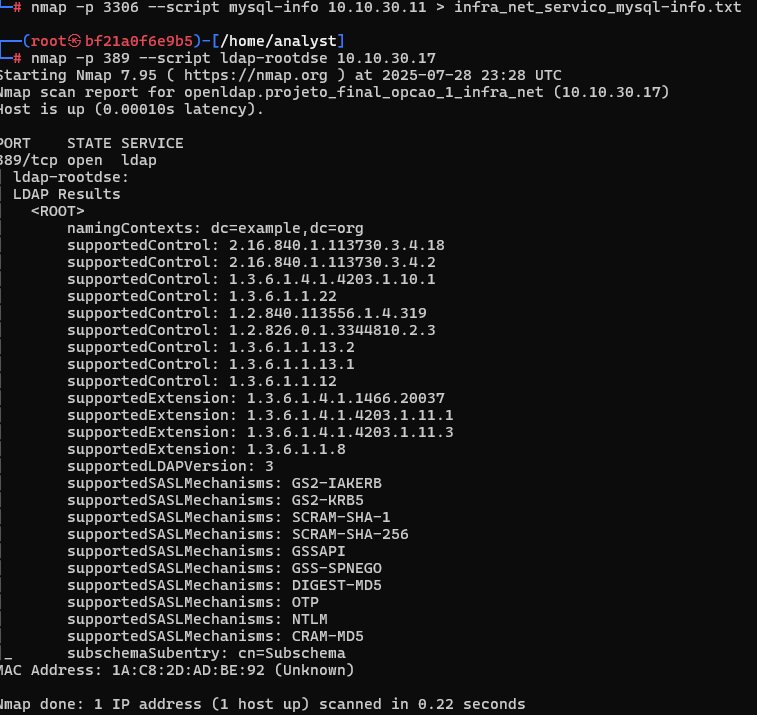 └─# nmap -p 3306 --script mysql-info 10.10.30.11 > infra_net_servico_mysql-info.txt
┌──(root㉿bf21a0f6e9b5)-[/home/analyst]
└─# nmap -p 389 --script ldap-rootdse 10.10.30.17
Starting Nmap 7.95 ( https://nmap.org ) at 2025-07-28 23:28 UTC
Nmap scan report for openldap.projeto_final_opcao_1_infra_net (10.10.30.17)
Host is up (0.00010s latency).
PORT    STATE SERVICE
389/tcp open  ldap
| ldap-rootdse:
| LDAP Results
|   <ROOT>
|       namingContexts: dc=example,dc=org
|       supportedControl: 2.16.840.1.113730.3.4.18
|       supportedControl: 2.16.840.1.113730.3.4.2
|       supportedControl: 1.3.6.1.4.1.4203.1.10.1
|       supportedControl: 1.3.6.1.1.22
|       supportedControl: 1.2.840.113556.1.4.319
|       supportedControl: 1.2.826.0.1.3344810.2.3
|       supportedControl: 1.3.6.1.1.13.2
|       supportedControl: 1.3.6.1.1.13.1
|       supportedControl: 1.3.6.1.1.12
|       supportedExtension: 1.3.6.1.4.1.1466.20037
|       supportedExtension: 1.3.6.1.4.1.4203.1.11.1
|       supportedExtension: 1.3.6.1.4.1.4203.1.11.3
|       supportedExtension: 1.3.6.1.1.8
|       supportedLDAPVersion: 3
|       supportedSASLMechanisms: GS2-IAKERB
|       supportedSASLMechanisms: GS2-KRB5
|       supportedSASLMechanisms: SCRAM-SHA-1
|       supportedSASLMechanisms: SCRAM-SHA-256
|       supportedSASLMechanisms: GSSAPI
|       supportedSASLMechanisms: GSS-SPNEGO
|       supportedSASLMechanisms: DIGEST-MD5
|       supportedSASLMechanisms: OTP
|       supportedSASLMechanisms: NTLM
|       supportedSASLMechanisms: CRAM-MD5
|_      subschemaSubentry: cn=Subschema
MAC Address: 1A:C8:2D:AD:BE:92 (Unknown)
Nmap done: 1 IP address (1 host up) scanned in 0.22 seconds